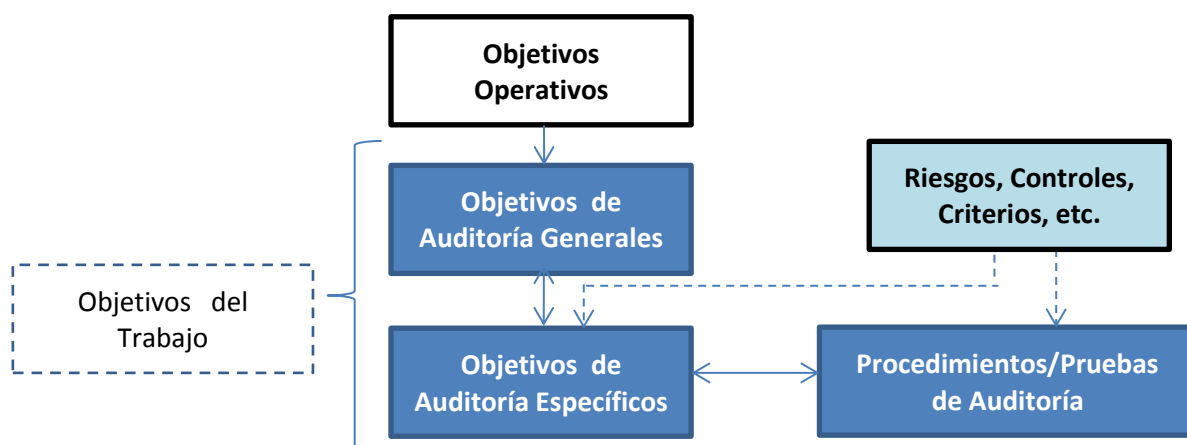 Objetivos
Operativos
Objetivos de
Auditoría Generales
Riesgos, Controles,
Criterios, etc.
Objetivos del
Trabajo
Objetivos de
Auditoría Específicos
Procedimientos/Pruebas
de Auditoría